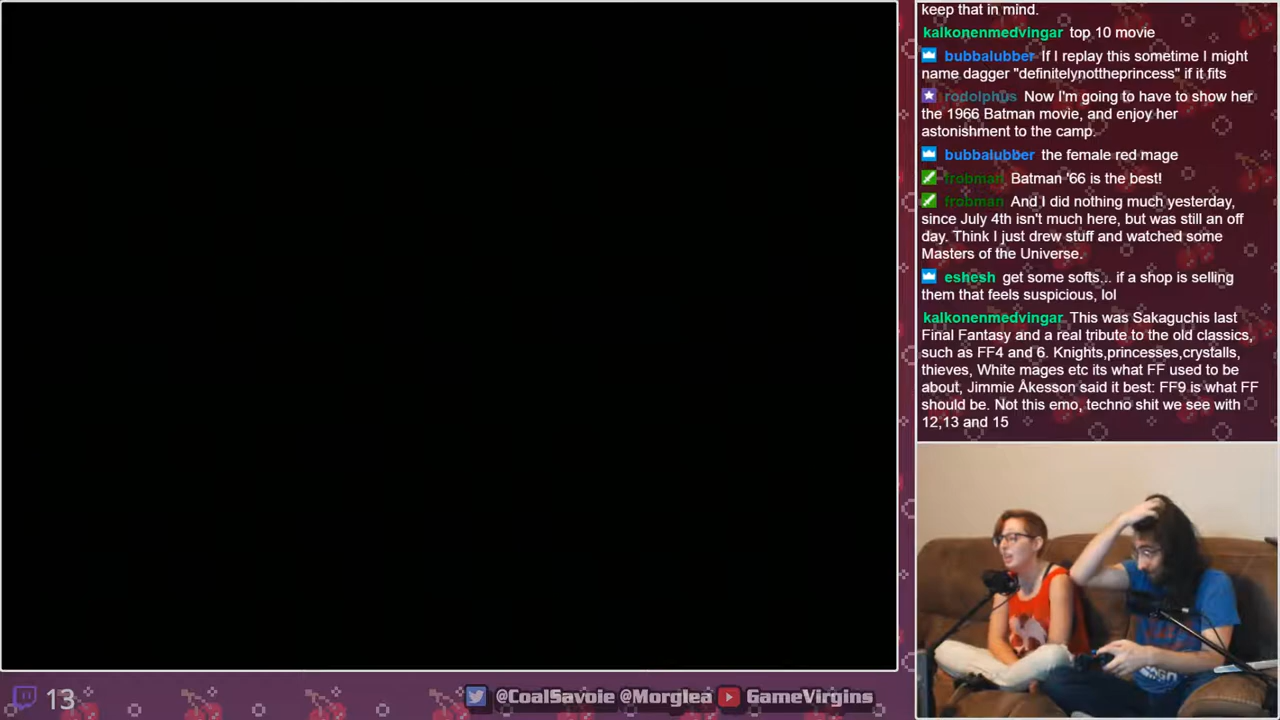 keep that in mind.
kalkonenmedvingar top 10 movie
bubbalubber If I replay this sometime I might
name dagger "definitelynottheprincess" if it fits
rodolphus Now I'm going to have to show her
the 1966 Batman movie, and enjoy her
astonishment to the camp.
bubbalubber the female red mage
frobman Batman '66 is the best!
frobman And I did nothing much yesterday,
since July 4th isn't much here, but was still an off
day. Think I just drew stuff and watched some
Masters of the Universe.
eshesh get some softs... if a shop is selling
them that feels suspicious, lol
kalkonenmedvingar This was Sakaguchis last
Final Fantasy and a real tribute to the old classics,
such as FF4 and 6. Knights,princesses,crystalls,
thieves, White mages etc its what FF used to be
about, Jimmie Åkesson said it best: FF9 is what FF
should be. Not this emo, techno shit we see with
12,13 and 15
13
@CoalSavoie @Morglea GameVirgins